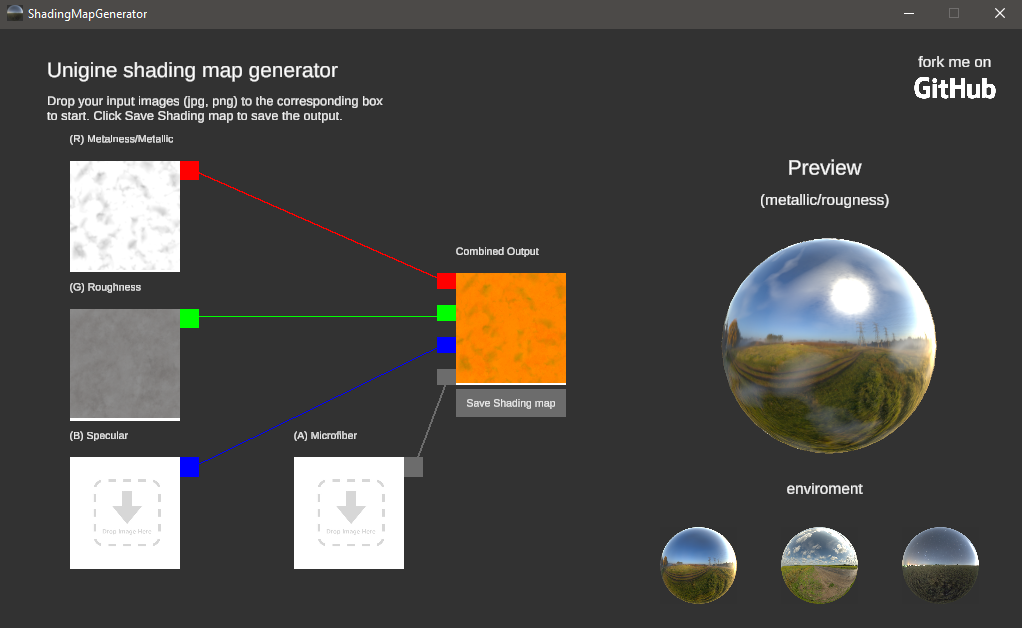 ShadingMapGenerator
Unigine shading map generator
fork me on
GitHub
Drop your input images (jpg, png) to the corresponding box
to start. Click Save Shading map to save the output.
(R) Metalness/Metallic
Preview
(metallic/rougness)
Combined Output
(G) Roughness
Save Shading map
(B) Specular
(A) Microfiber
Drop Image Here
Drop Image Here
enviroment